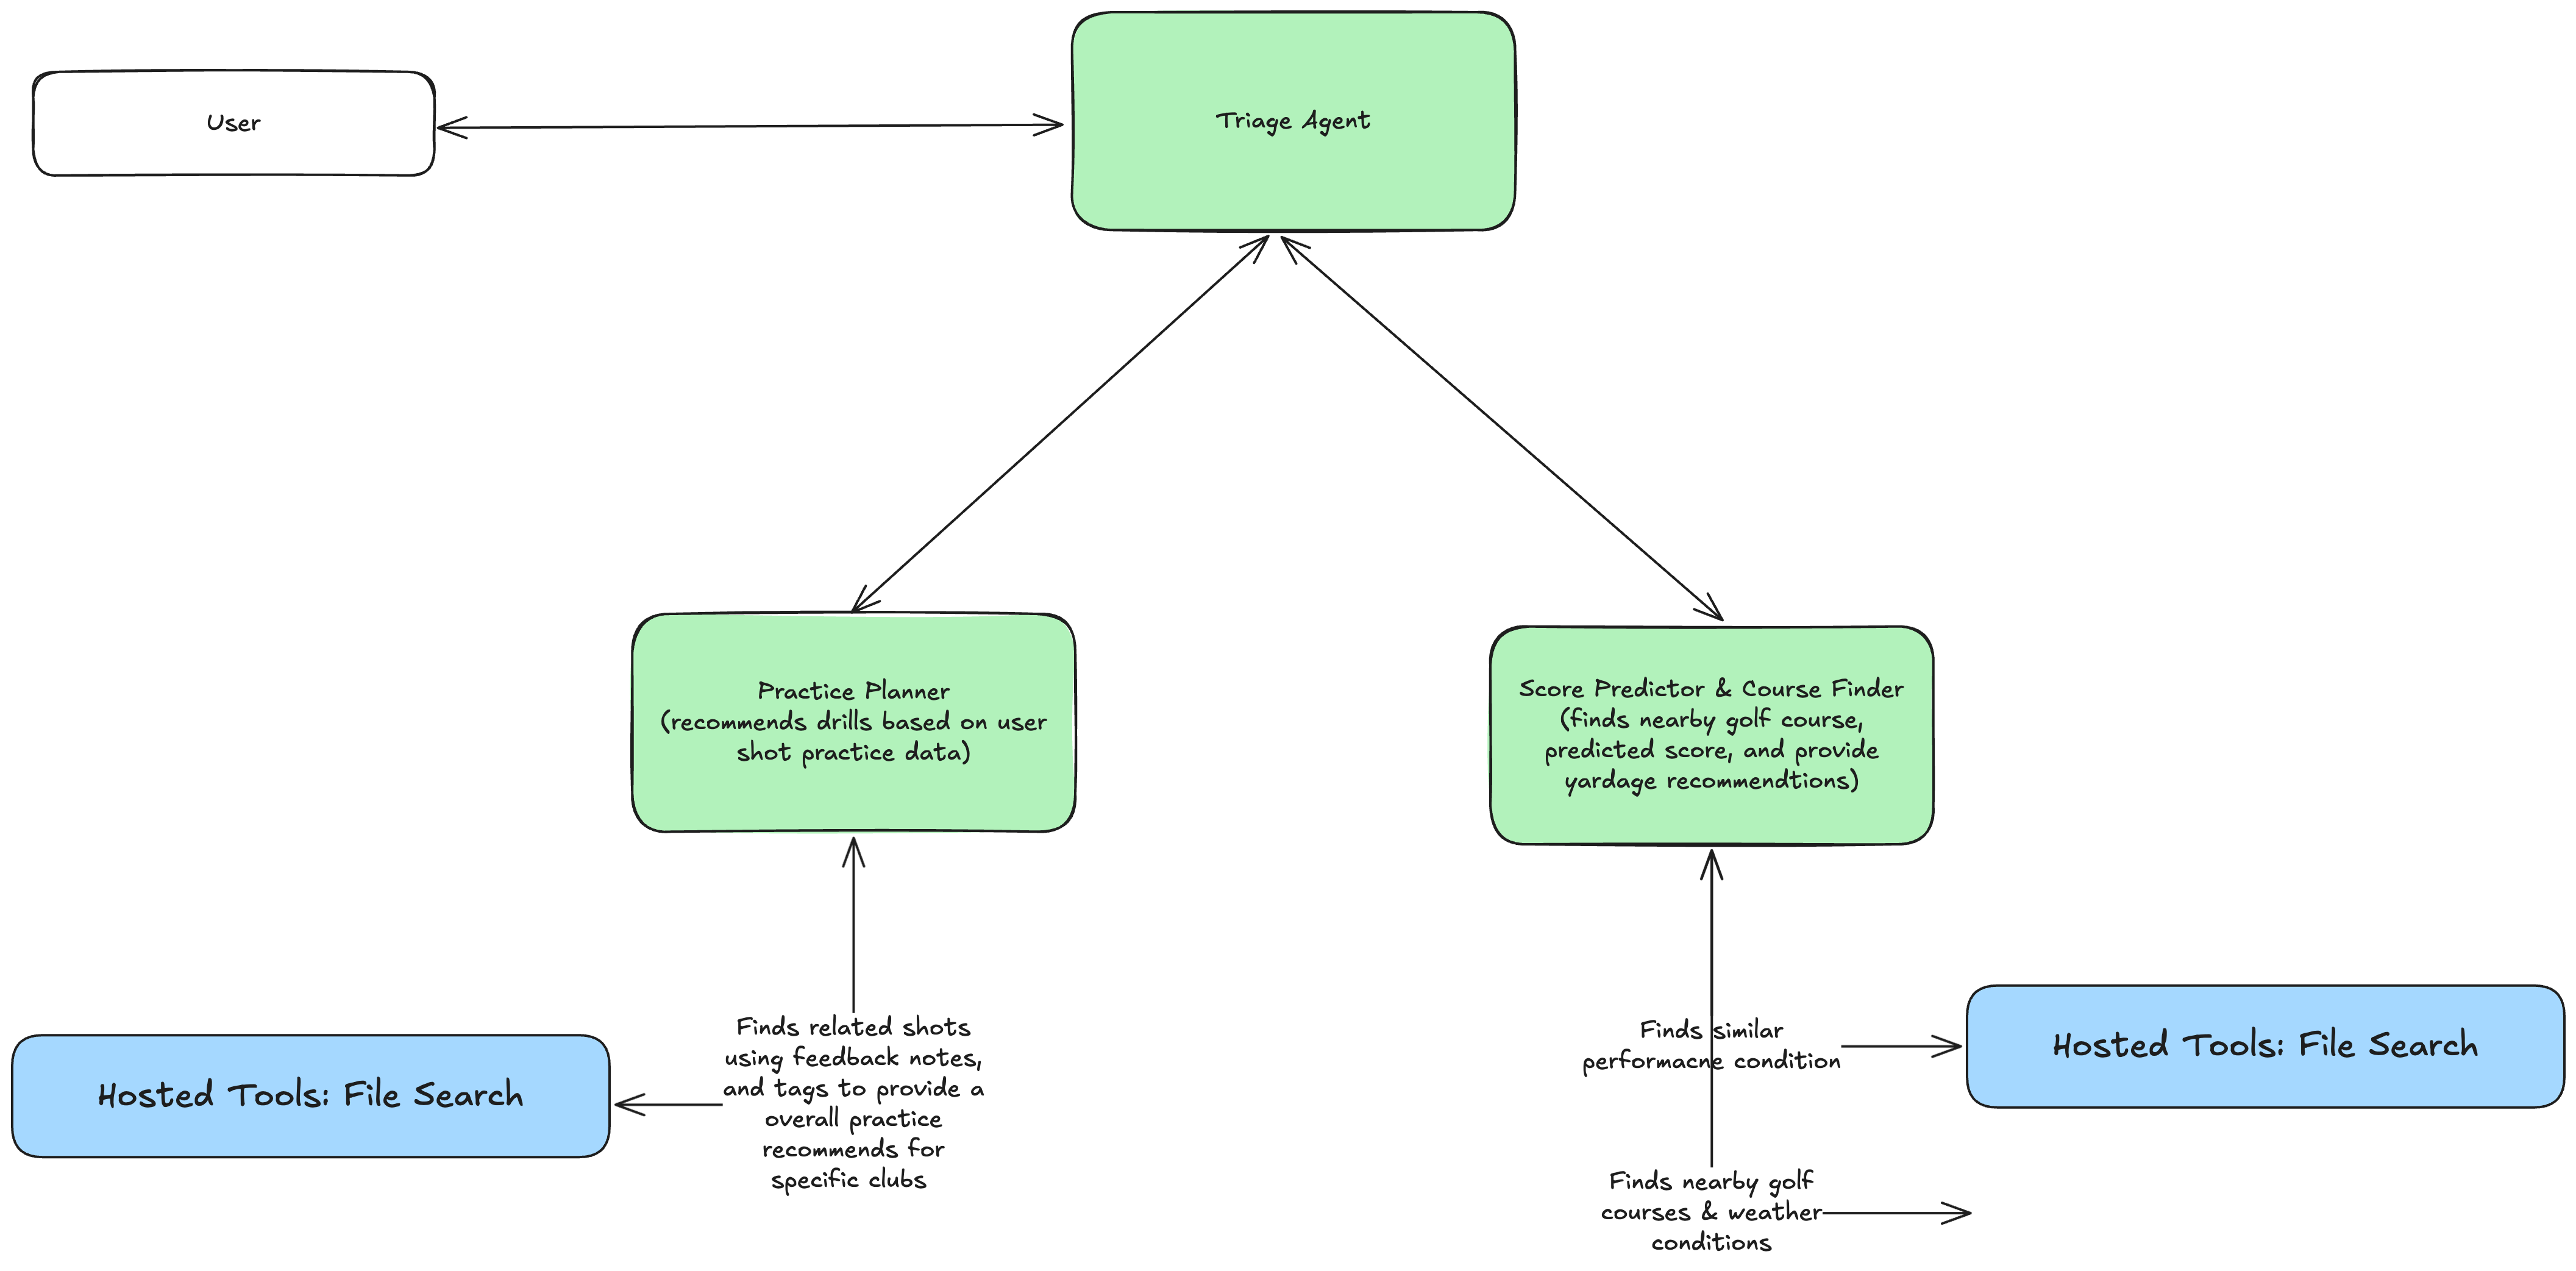 User
Triage Agent
Practice Planner
(recommends drills based on user
shot practice data)
Score Predictor & Course Finder
(finds nearby golf course,
predicted score, and provide
yardage recommendtions)
Hosted Tools: File Search
Finds related shots
using feedback notes,
and tags to provide a
overall practice
recommends for
specific clubs
Finds similar
performacne condition
Hosted Tools: File Search
Finds nearby golf
courses & weather
conditions